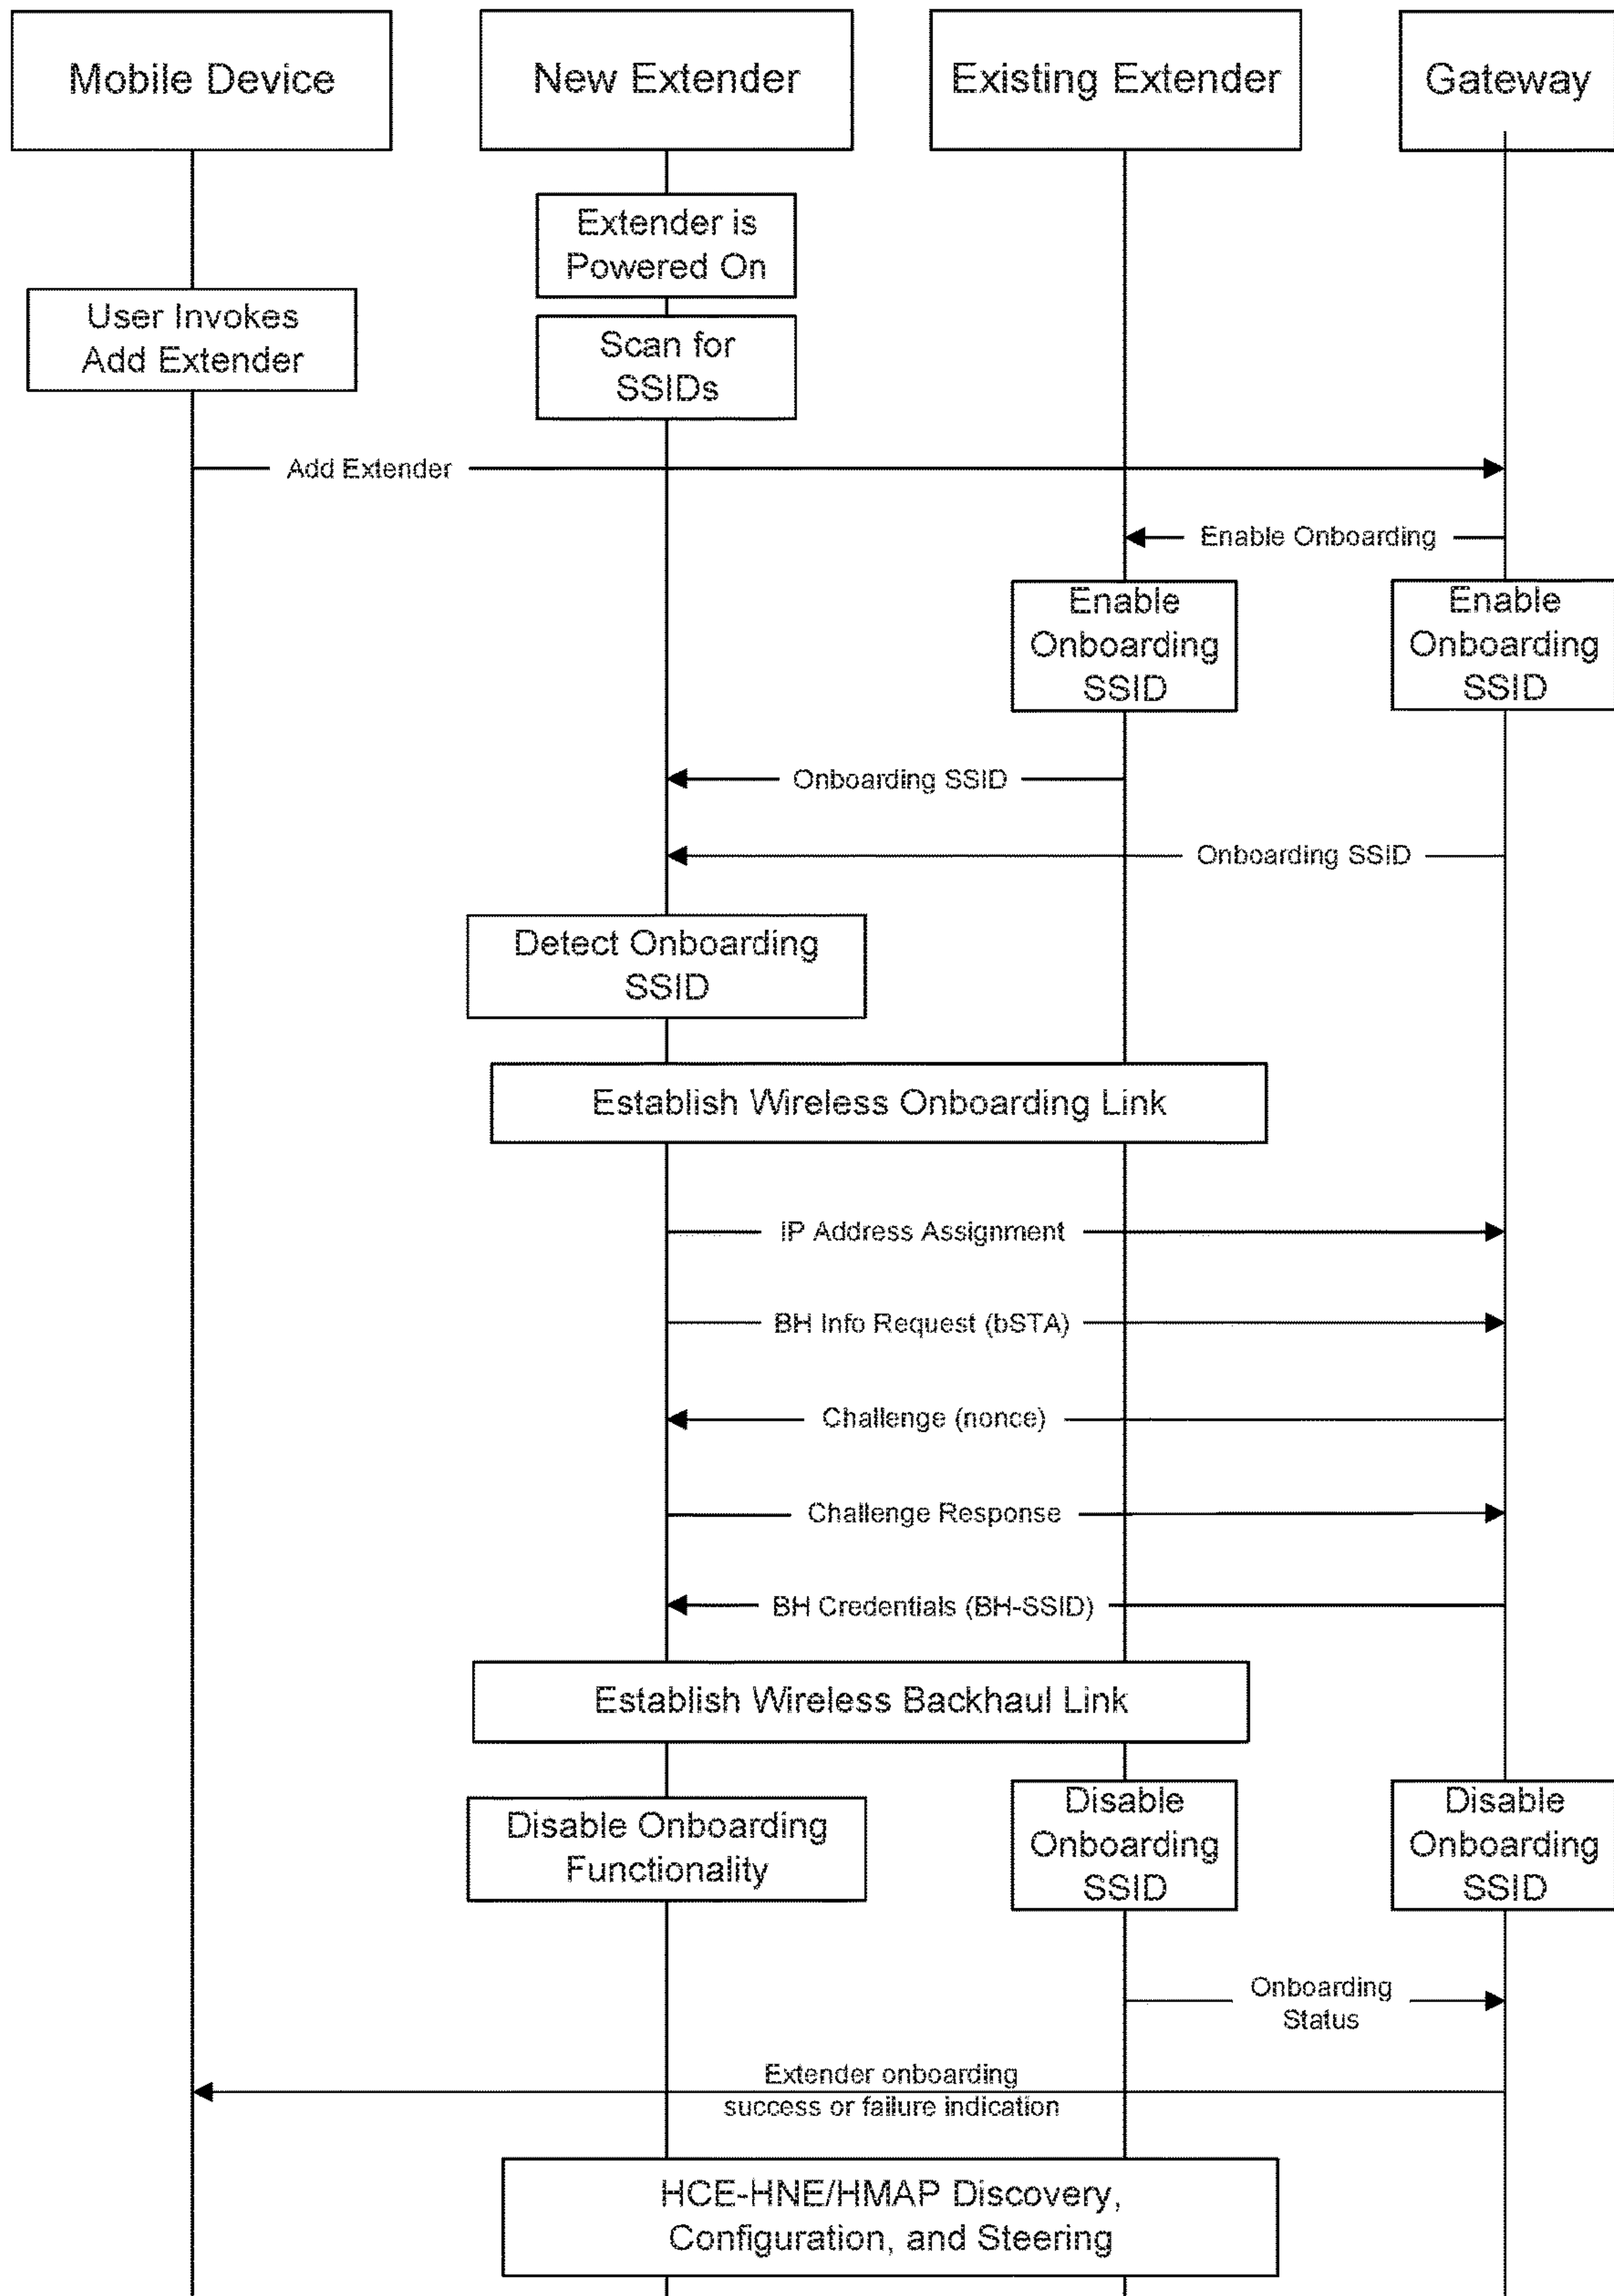 Mobile Device
New Extender
Existing Extender
Gateway
Extender is
Powered On
User Invokes
Add Extender
Scan for
SSIDs
Add Extender
Enable Onboarding
Enable
Onboarding
SSID
Enable
Onboarding
SSID
Onboarding SSID
Onboarding SSID
Detect Onboarding
SSID
Establish Wireless Onboarding Link
IP Address Assignment
BH Info Request (bSTA)
Challenge (nonce)
Challenge Response
BH Credentials (BH-SSID)
Establish Wireless Backhaul Link
Disable Onboarding
Functionality
Disable
Onboarding
SSID
Disable
Onboarding
SSID
Onboarding
Status
Extender onboarding
success or failure indication
HCE-HNE/HMAP Discovery,
Configuration, and Steering